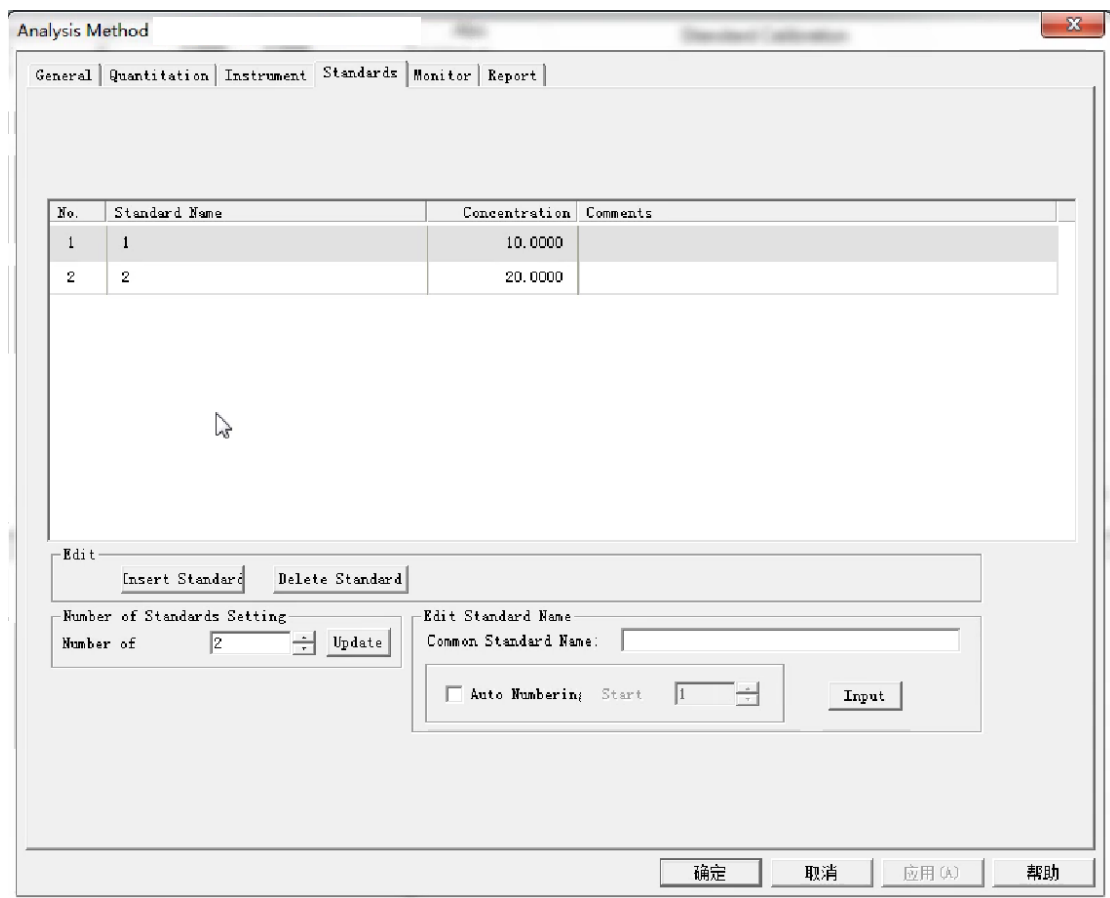 Analysis Method
General Quantitation Instrument Standards Monitor Report
No. Standard Name Concentration Comments
1 1 10.0000
2 2 20.0000
Edit
Insert Standard Delete Standard
Number of Standards Setting
Number of 2 Update
Edit Standard Name
Common Standard Name:
Auto Numbering Start 1 Input
确定 取消 应用(A) 帮助